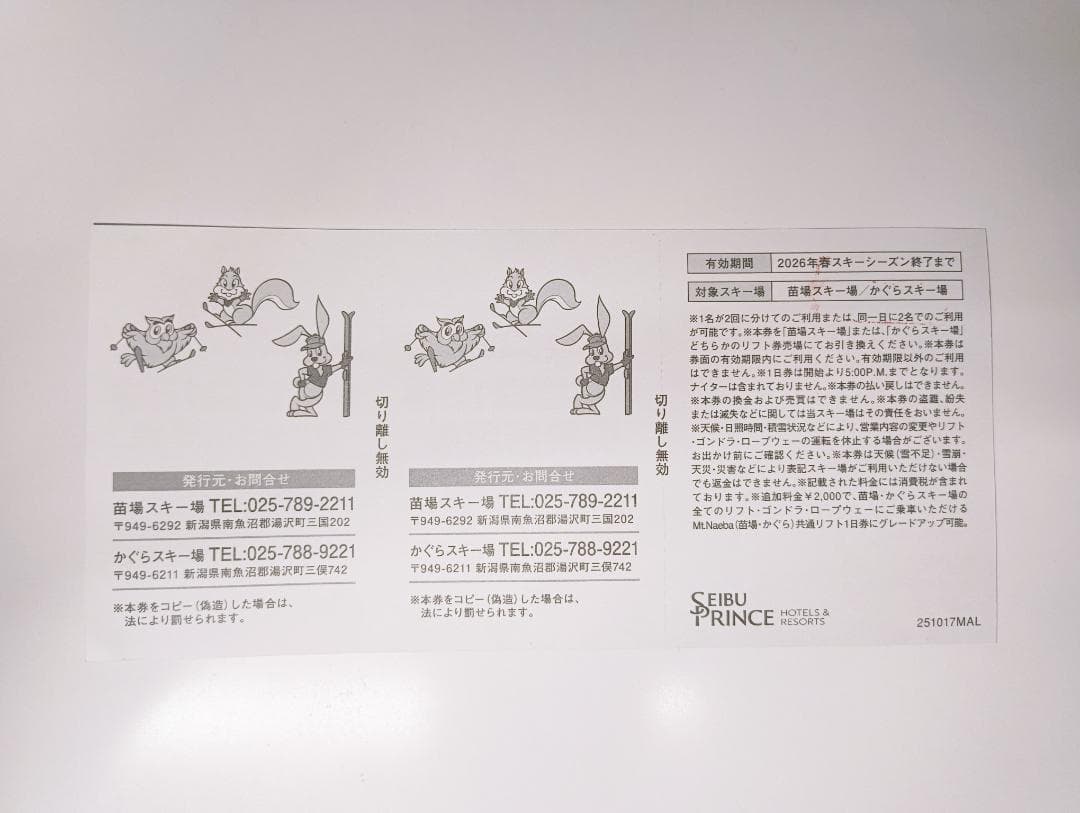 切り離し無効
発行元・お問合せ
苗場スキー場 TEL:025-789-2211
〒949-6292 新潟県南魚沼郡湯沢町三国202
かぐらスキー場 TEL:025-788-9221
〒949-6211 新潟県南魚沼郡湯沢町三俣742
※本券をコピー(偽造)した場合は、
法により罰せられます。
切り離し無効
発行元・お問合せ
苗場スキー場 TEL:025-789-2211
〒949-6292 新潟県南魚沼郡湯沢町三国202
かぐらスキー場 TEL:025-788-9221
〒949-6211 新潟県南魚沼郡湯沢町三俣742
※本券をコピー(偽造)した場合は、
法により罰せられます。
有効期間 2026年春スキーシーズン終了まで
対象スキー場 苗場スキー場/かぐらスキー場
※1名が2回に分けてのご利用または、同一日に2名でのご利用
が可能です。※本券を「苗場スキー場」または、「かぐらスキー場」
どちらかのリフト券売場にてお引き換えください。※本券は
券面の有効期限内にご利用ください。有効期限以外のご利用
はできません。※1日券は開始より5:00P.M.までとなります。
ナイターは含まれておりません。※本券の払い戻しはできません。
※本券の換金および売買はできません。※本券の盗難、紛失
または滅失などに関しては当スキー場はその責任をおいません。
※天候・日照時間・積雪状況などにより、営業内容の変更やリフト
・ゴンドラ・ロープウェーの運転を休止する場合がございます。
お出かけ前にご確認ください。※本券は天候(雪不足)・雪崩・
天災・災害などにより表記スキー場がご利用いただけない場合
でも返金はできません。※記載された料金には消費税が含まれ
ております。※追加料金¥2,000で、苗場・かぐらスキー場の
全てのリフト・ゴンドラ・ロープウェーにご乗車いただける
Mt.Naeba(苗場・かぐら)共通リフト1日券にグレードアップ可能。
SEIBU PRINCE HOTELS & RESORTS
251017MAL